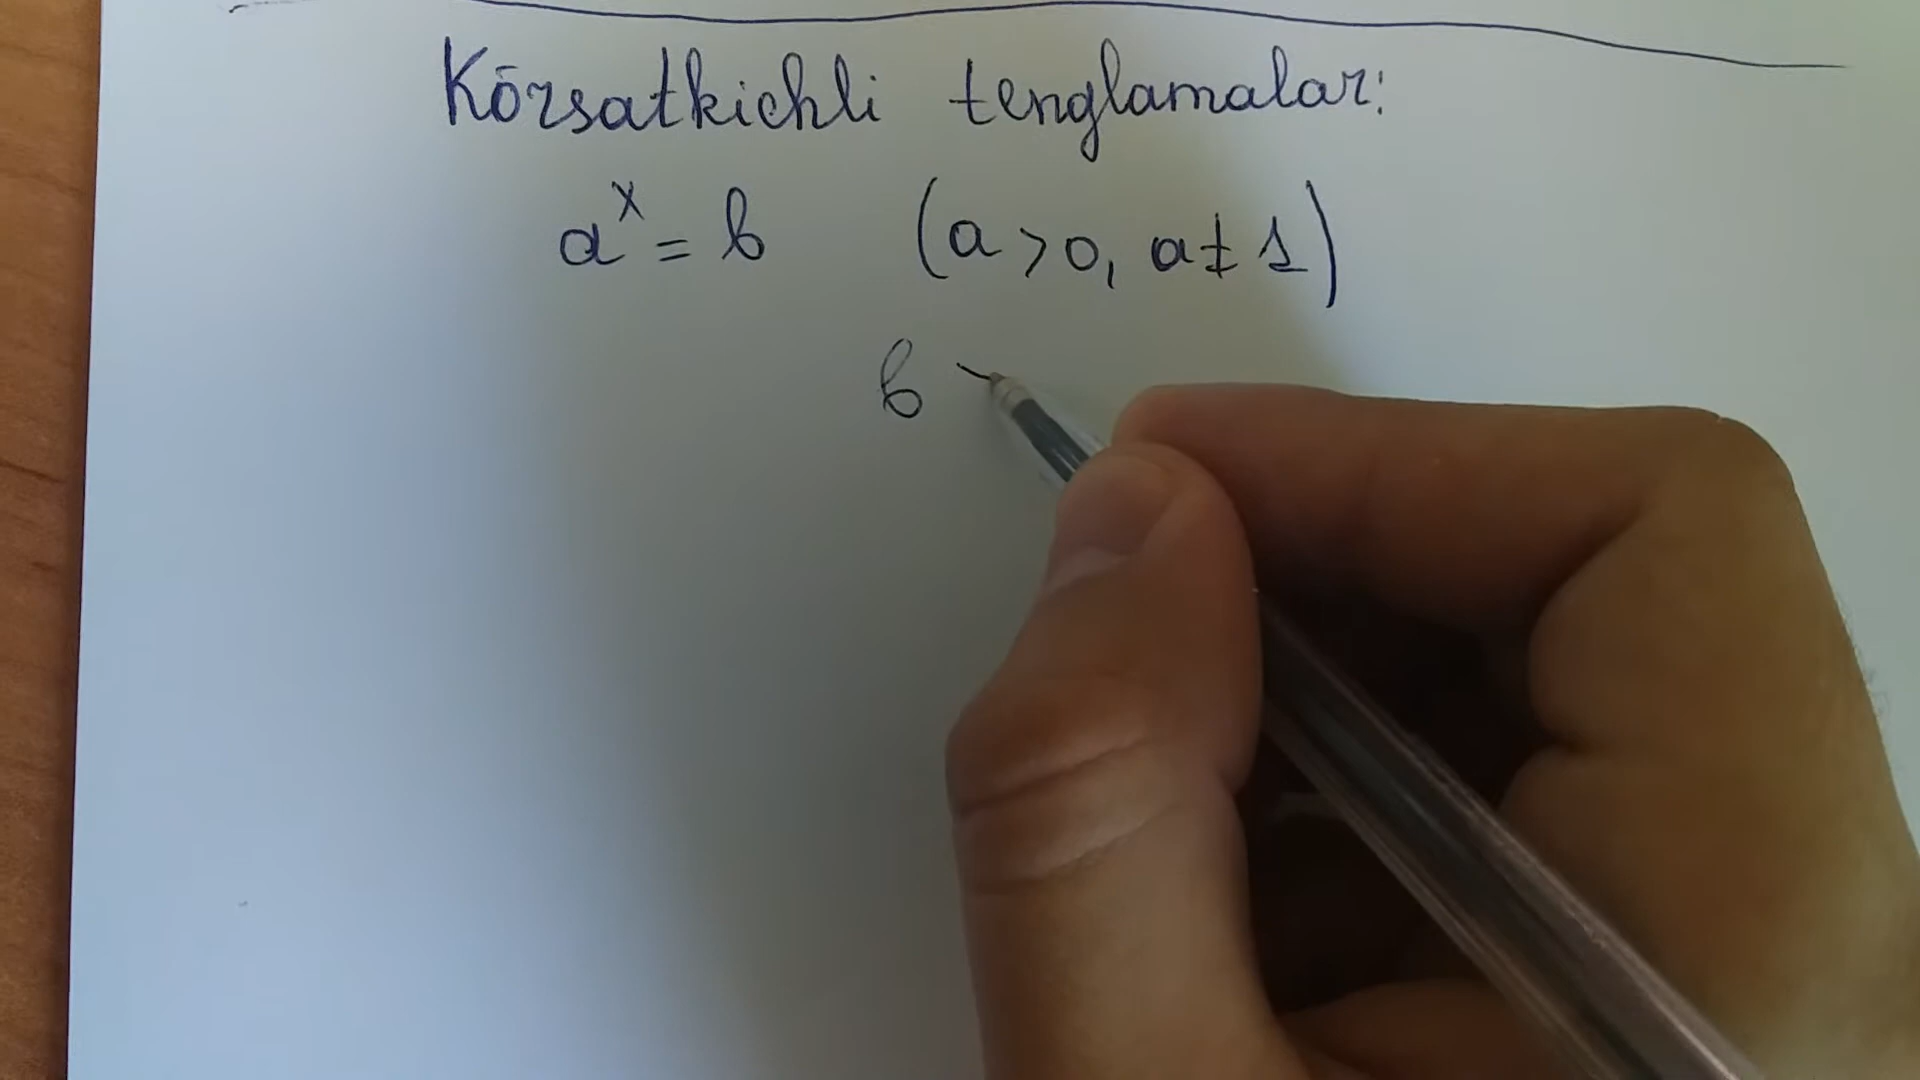 Kōrsatkichli tenglamalar:
a^x = b (a > 0, a ≠ 1)
b